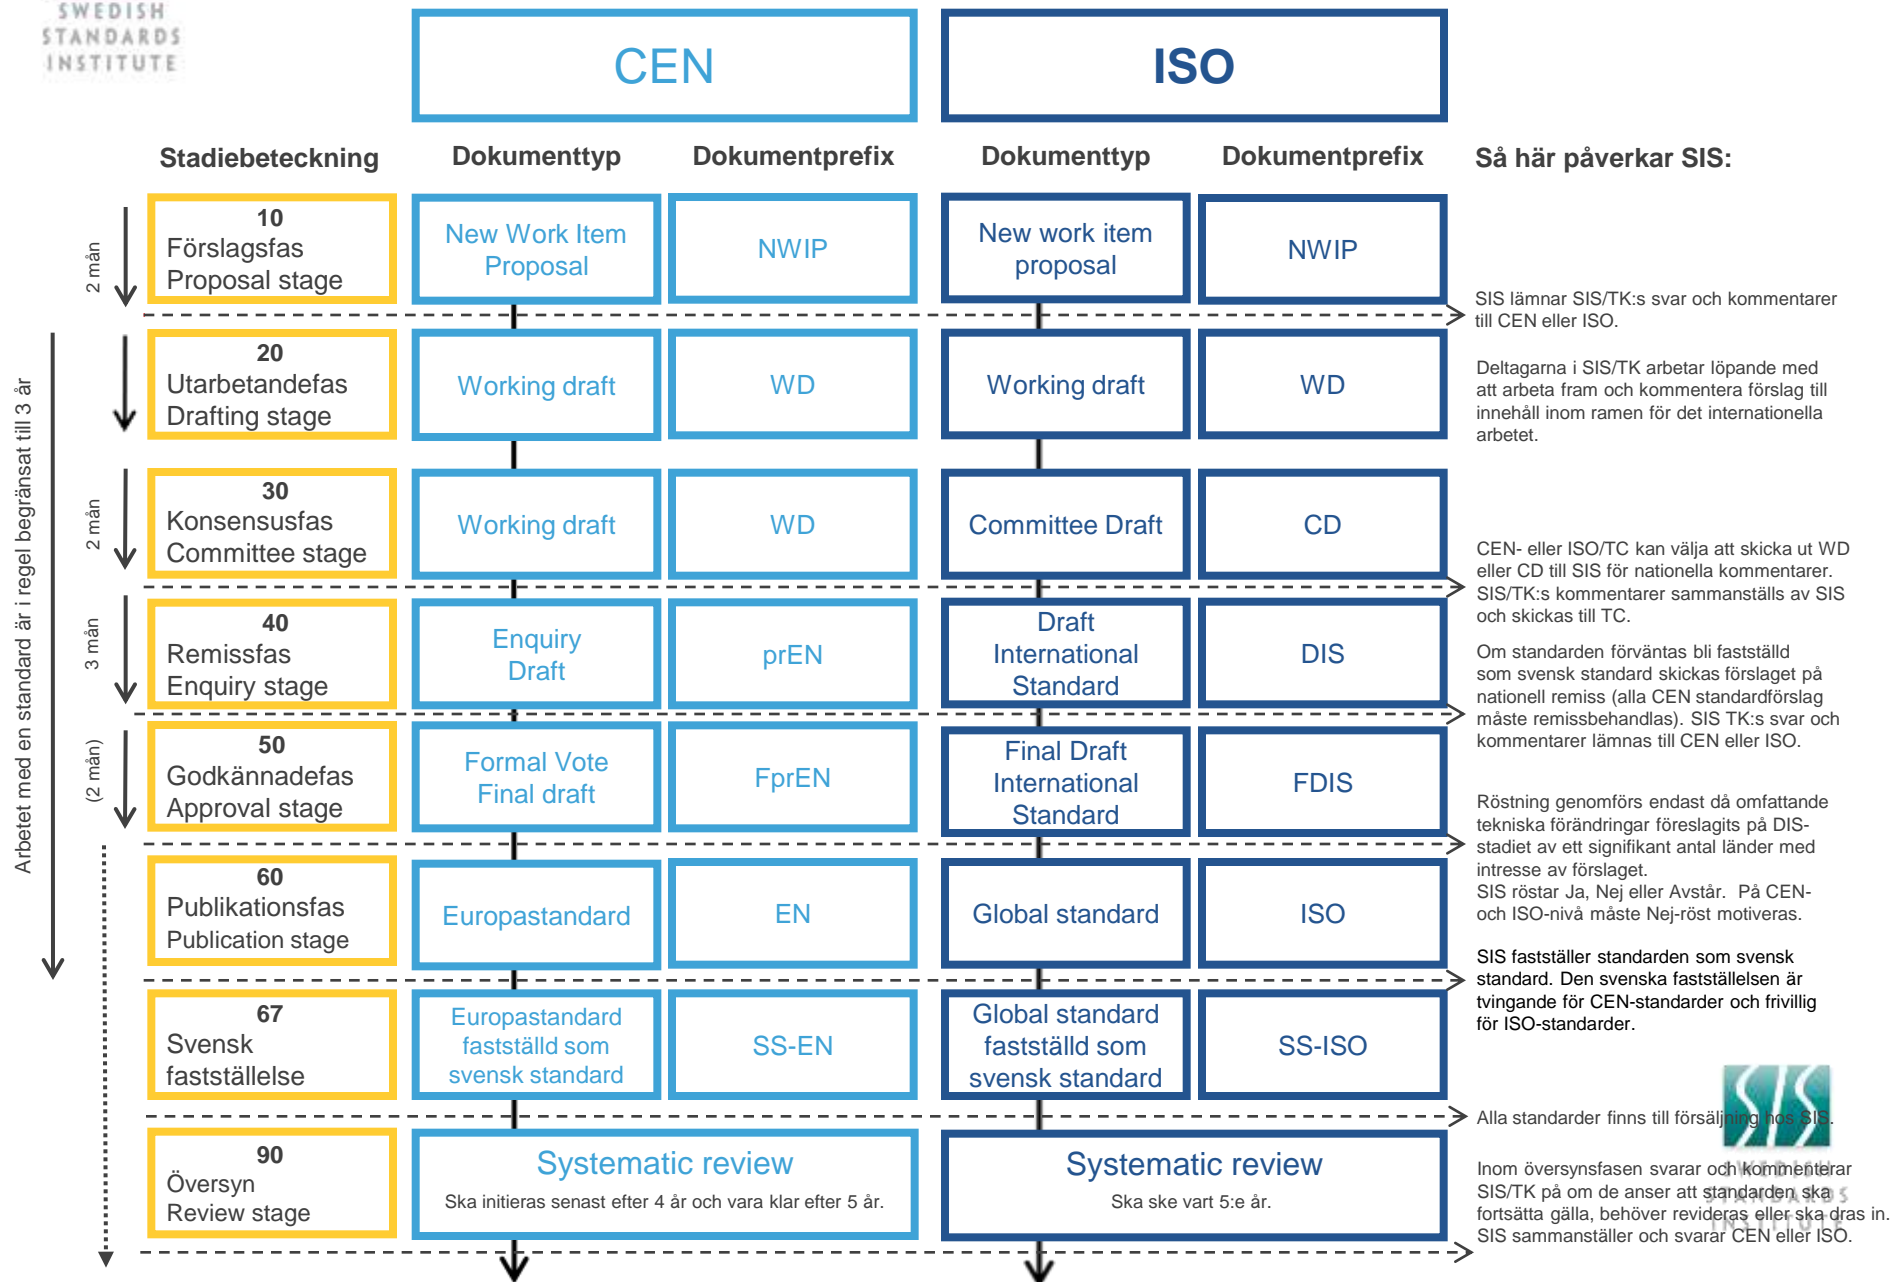 SWEDISH
STANDARDS
INSTITUTE
CEN
ISO
Stadiebeteckning
Dokumenttyp
Dokumentprefix
Dokumenttyp
Dokumentprefix
Så här påverkar SIS:
Arbetet med en standard är i regel begränsat till 3 år
2 mån
10
Förslagsfas
Proposal stage
New Work Item
Proposal
NWIP
New work item
proposal
NWIP
SIS lämnar SIS/TK:s svar och kommentarer
till CEN eller ISO.
20
Utarbetandefas
Drafting stage
Working draft
WD
Working draft
WD
Deltagarna i SIS/TK arbetar löpande med
att arbeta fram och kommentera förslag till
innehåll inom ramen för det internationella
arbetet.
2 mån
30
Konsensusfas
Committee stage
Working draft
WD
Committee Draft
CD
CEN- eller ISO/TC kan välja att skicka ut WD
eller CD till SIS för nationella kommentarer.
SIS/TK:s kommentarer sammanställs av SIS
och skickas till TC.
3 mån
40
Remissfas
Enquiry stage
Enquiry
Draft
prEN
Draft
International
Standard
DIS
Om standarden förväntas bli fastställd
som svensk standard skickas förslaget på
nationell remiss (alla CEN standardförslag
måste remissbehandlas). SIS TK:s svar och
kommentarer lämnas till CEN eller ISO.
(2 mån)
50
Godkännadefas
Approval stage
Formal Vote
Final draft
FprEN
Final Draft
International
Standard
FDIS
Röstning genomförs endast då omfattande
tekniska förändringar föreslagits på DIS-
stadiet av ett signifikant antal länder med
intresse av förslaget.
SIS röstar Ja, Nej eller Avstår. På CEN-
och ISO-nivå måste Nej-röst motiveras.
60
Publikationsfas
Publication stage
Europastandard
EN
Global standard
ISO
SIS fastställer standarden som svensk
standard. Den svenska fastställelsen är
tvingande för CEN-standarder och frivillig
för ISO-standarder.
67
Svensk
fastställelse
Europastandard
fastställd som
svensk standard
SS-EN
Global standard
fastställd som
svensk standard
SS-ISO
SIS
Alla standarder finns till försäljning hos SIS.
90
Översyn
Review stage
Systematic review
Ska initieras senast efter 4 år och vara klar efter 5 år.
Systematic review
Ska ske vart 5:e år.
SWEDISH
STANDARDS
INSTITUTE
Inom översynsfasen svarar och kommenterar
SIS/TK på om de anser att standarden ska
fortsätta gälla, behöver revideras eller ska dras in.
SIS sammanställer och svarar CEN eller ISO.